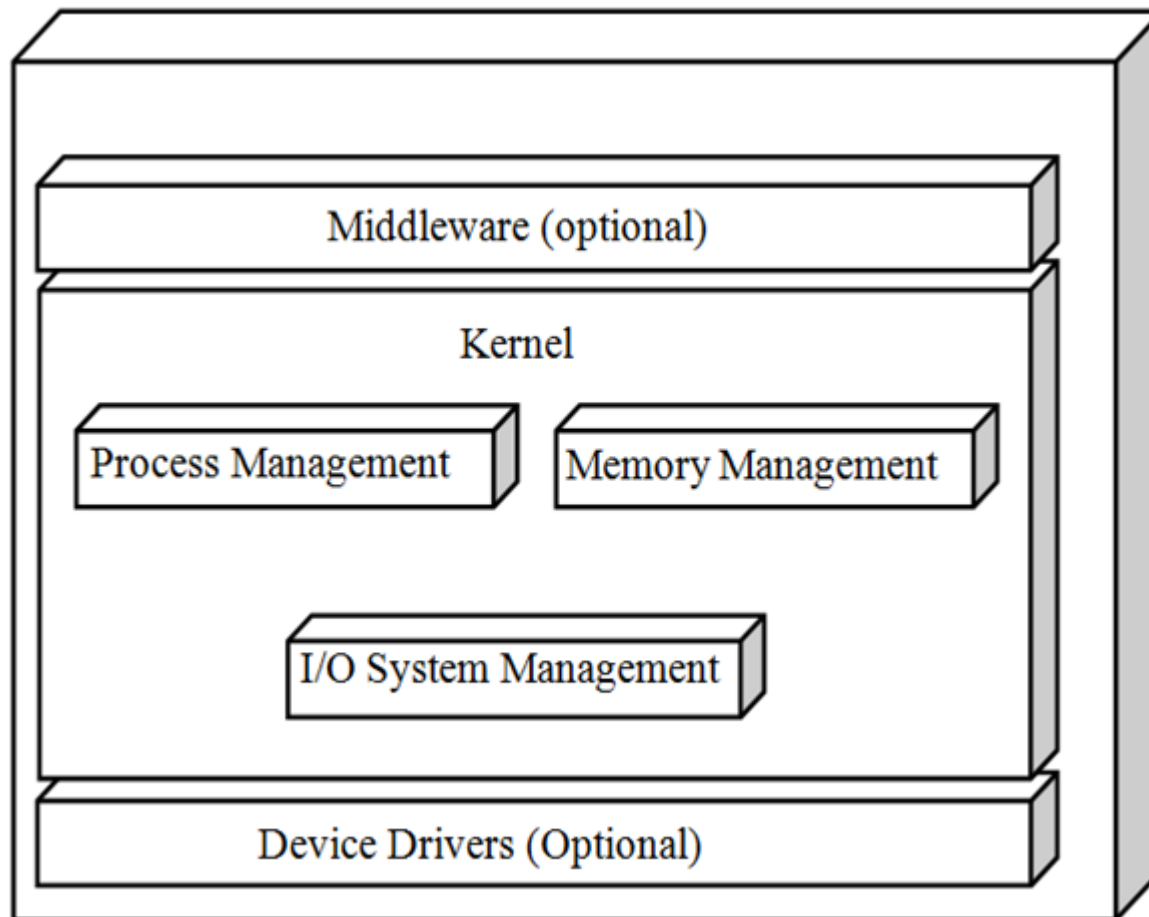 Middleware (optional)
Kernel
Process Management
Memory Management
I/O System Management
Device Drivers (Optional)